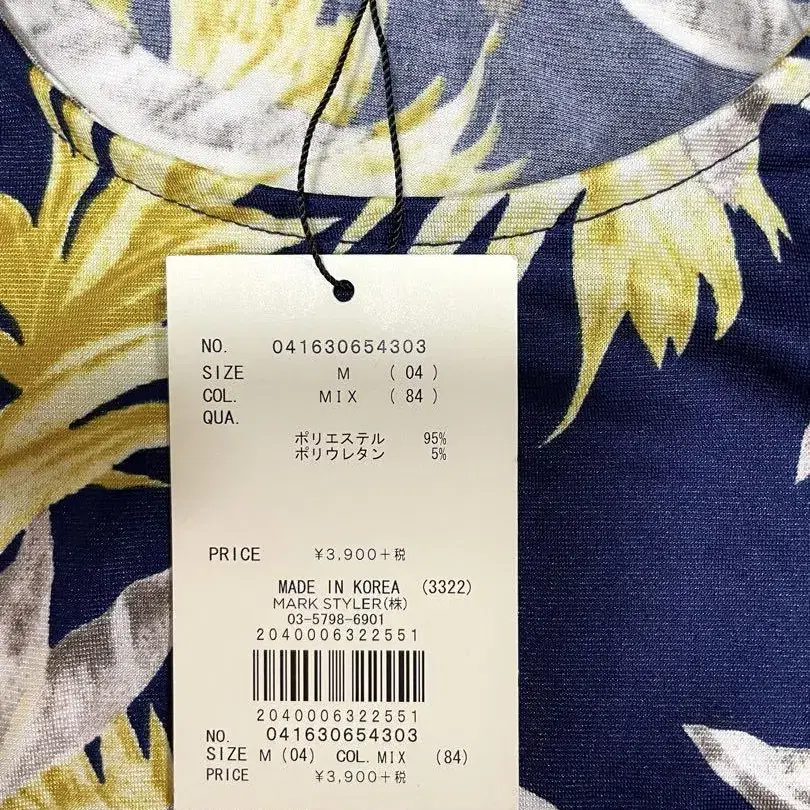 NO. 041630654303
SIZE M (04)
COL. MIX (84)
QUA.
ポリエステル 95%
ポリウレタン 5%
PRICE ¥3,900+税
MADE IN KOREA (3322)
MARK STYLER(株)
03-5798-6901
2040006322551
2040006322551
NO. 041630654303
SIZE M(04) COL.MIX (84)
PRICE ¥3,900+税